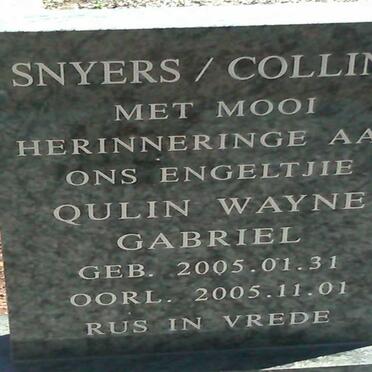 SNYERS / COLLIN
MET MOOI
HERINNERINGE AA
ONS ENGELTJIE
QULIN WAYNE
GABRIEL
GEB. 2005.01.31
OORL. 2005.11.01
RUS IN VREDE